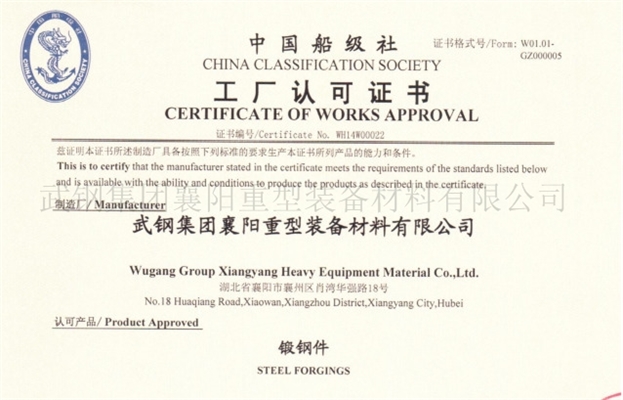 中国船级社
CHINA CLASSIFICATION SOCIETY
证书格式号/Form: W01.01-
GZ000005
CHINA CLASSIFICATION SOCIETY
工厂认可证书
CERTIFICATE OF WORKS APPROVAL
证书编号/Certificate No. WH14W00022
兹证明本证书所述制造厂具备按照下列标准的要求生产本证书所列产品的能力和条件。
This is to certify that the manufacturer stated in the certificate meets the requirements of the standards listed below
and is available with the ability and conditions to produce the products as described in the certificate.
武钢集团襄阳重型装备材料有限公司
制造厂/ Manufacturer
武钢集团襄阳重型装备材料有限公司
Wugang Group Xiangyang Heavy Equipment Material Co.,Ltd.
湖北省襄阳市襄州区肖湾华强路18号
No.18 Huaqiang Road,Xiaowan,Xiangzhou District,Xiangyang City,Hubei
认可产品/ Product Approved
锻钢件
STEEL FORGINGS